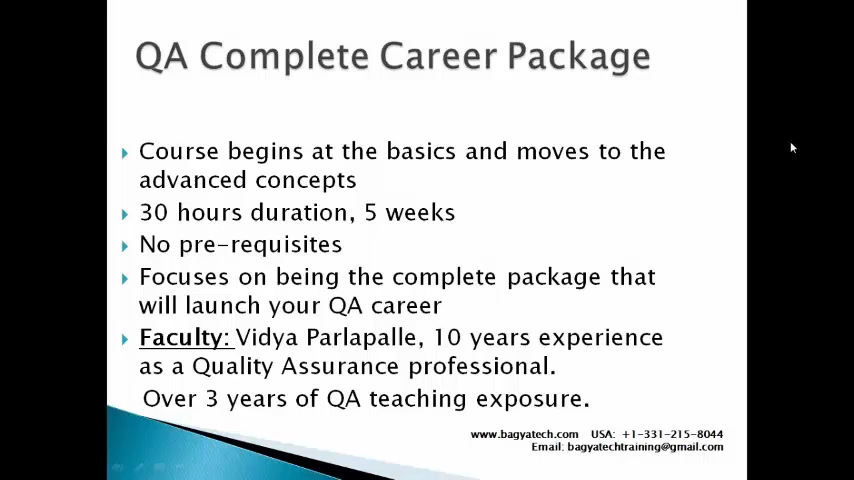 QA Complete Career Package
Course begins at the basics and moves to the
advanced concepts
30 hours duration, 5 weeks
No pre-requisites
Focuses on being the complete package that
will launch your QA career
Faculty: Vidya Parlapalle, 10 years experience
as a Quality Assurance professional.
Over 3 years of QA teaching exposure.
www.bagyatech.com USA: +1-331-215-8044
Email: bagyatechtraining@gmail.com